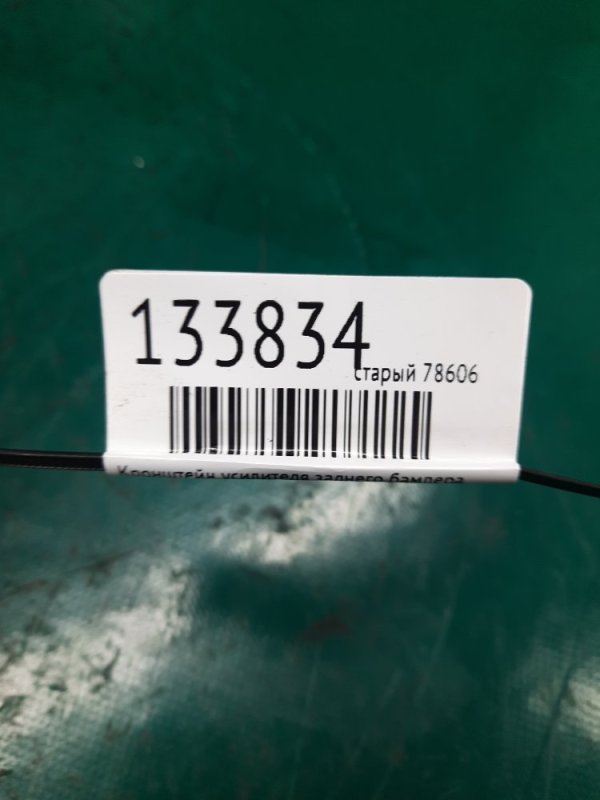 133834
старый 78606
Кронштейн усилителя заднего бампера